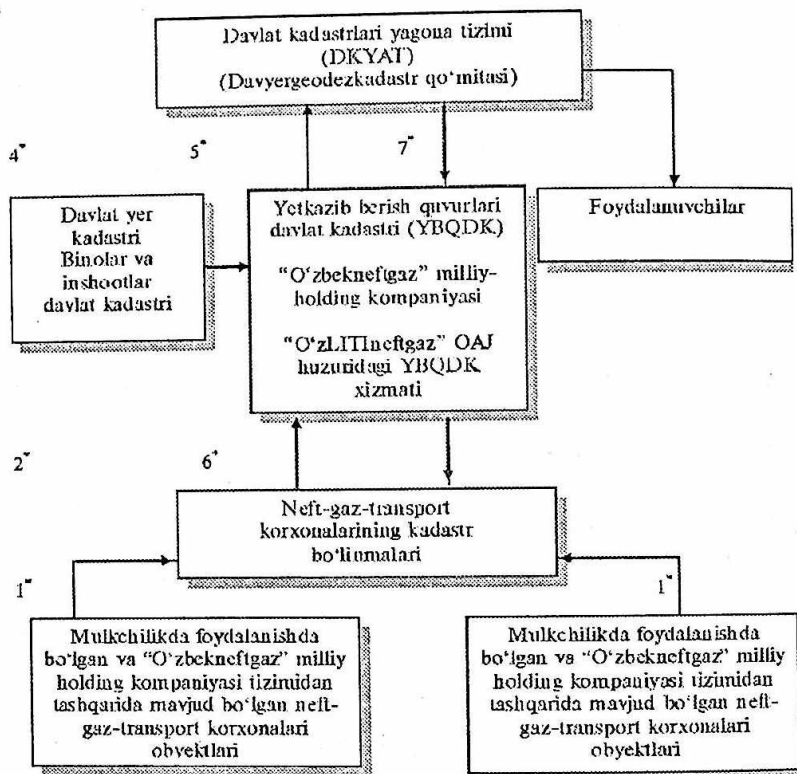 Davlat kadastrlari yagona tizimi
(DKYAT)
(Davyergeodezkadastr qo‘mitasi)
4*
5*
7*
Davlat yer
kadastri
Binolar va
inshootlar
davlat kadastri
Yetkazib berish quvurlari
davlat kadastri (YBQDK)
“O‘zbekneftgaz” milliy-
holding kompaniyasi
“O‘zLITIneftgaz” OAJ
huzuridagi YBQDK
xizmati
Foydalanuvchilar
2*
6*
Neft-gaz-transport
korxonalarining kadastr
bo‘linmalari
1*
1*
Mulkchilikda foydalanishda
bo‘lgan va “O‘zbekneftgaz” milliy
holding kompaniyasi tizimidan
tashqarida mavjud bo‘lgan neft-
gaz-transport korxonalari
obyektlari
Mulkchilikda foydalanishda
bo‘lgan va “O‘zbekneftgaz” milliy
holding kompaniyasi tizimidan
tashqarida mavjud bo‘lgan neft-
gaz-transport korxonalari
obyektlari